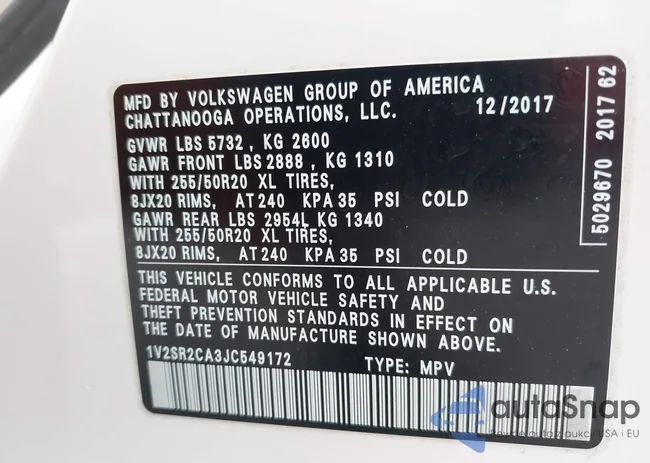 MFD BY VOLKSWAGEN GROUP OF AMERICA
CHATTANOOGA OPERATIONS, LLC. 12/2017
GVWR LBS 5732 , KG 2600
GAWR FRONT LBS 2888 , KG 1310
WITH 255/50R20 XL TIRES,
8JX20 RIMS, AT 240 KPA 35 PSI COLD
GAWR REAR LBS 2954L KG 1340
WITH 255/50R20 XL TIRES,
8JX20 RIMS, AT 240 KPA 35 PSI COLD
THIS VEHICLE CONFORMS TO ALL APPLICABLE U.S.
FEDERAL MOTOR VEHICLE SAFETY AND
THEFT PREVENTION STANDARDS IN EFFECT ON
THE DATE OF MANUFACTURE SHOWN ABOVE.
1V2SR2CA3JC549172 TYPE: MPV
5029670 2017 62
autoSnap
aukcji USA i EU